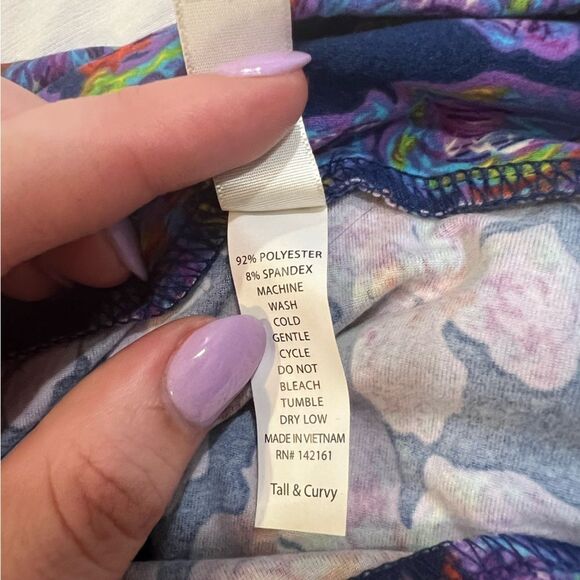 92% POLYESTER
8% SPANDEX
MACHINE
WASH
COLD
GENTLE
CYCLE
DO NOT
BLEACH
TUMBLE
DRY LOW
MADE IN VIETNAM
RN# 142161
Tall & Curvy